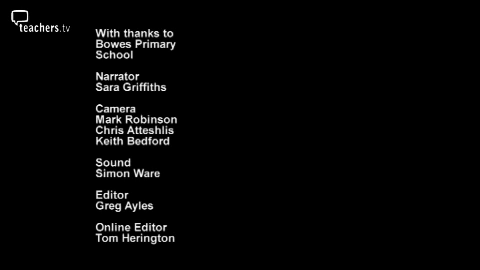 teachers.tv
With thanks to
Bowes Primary
School
Narrator
Sara Griffiths
Camera
Mark Robinson
Chris Atteshlis
Keith Bedford
Sound
Simon Ware
Editor
Greg Ayles
Online Editor
Tom Herington